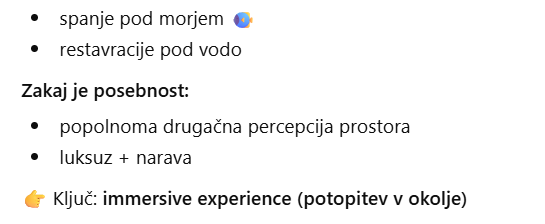 • spanje pod morjem 🐠
• restavracije pod vodo
Zakaj je posebnost:
• popolnoma drugačna percepcija prostora
• luksuz + narava
👉 Ključ: immersive experience (potopitev v okolje)